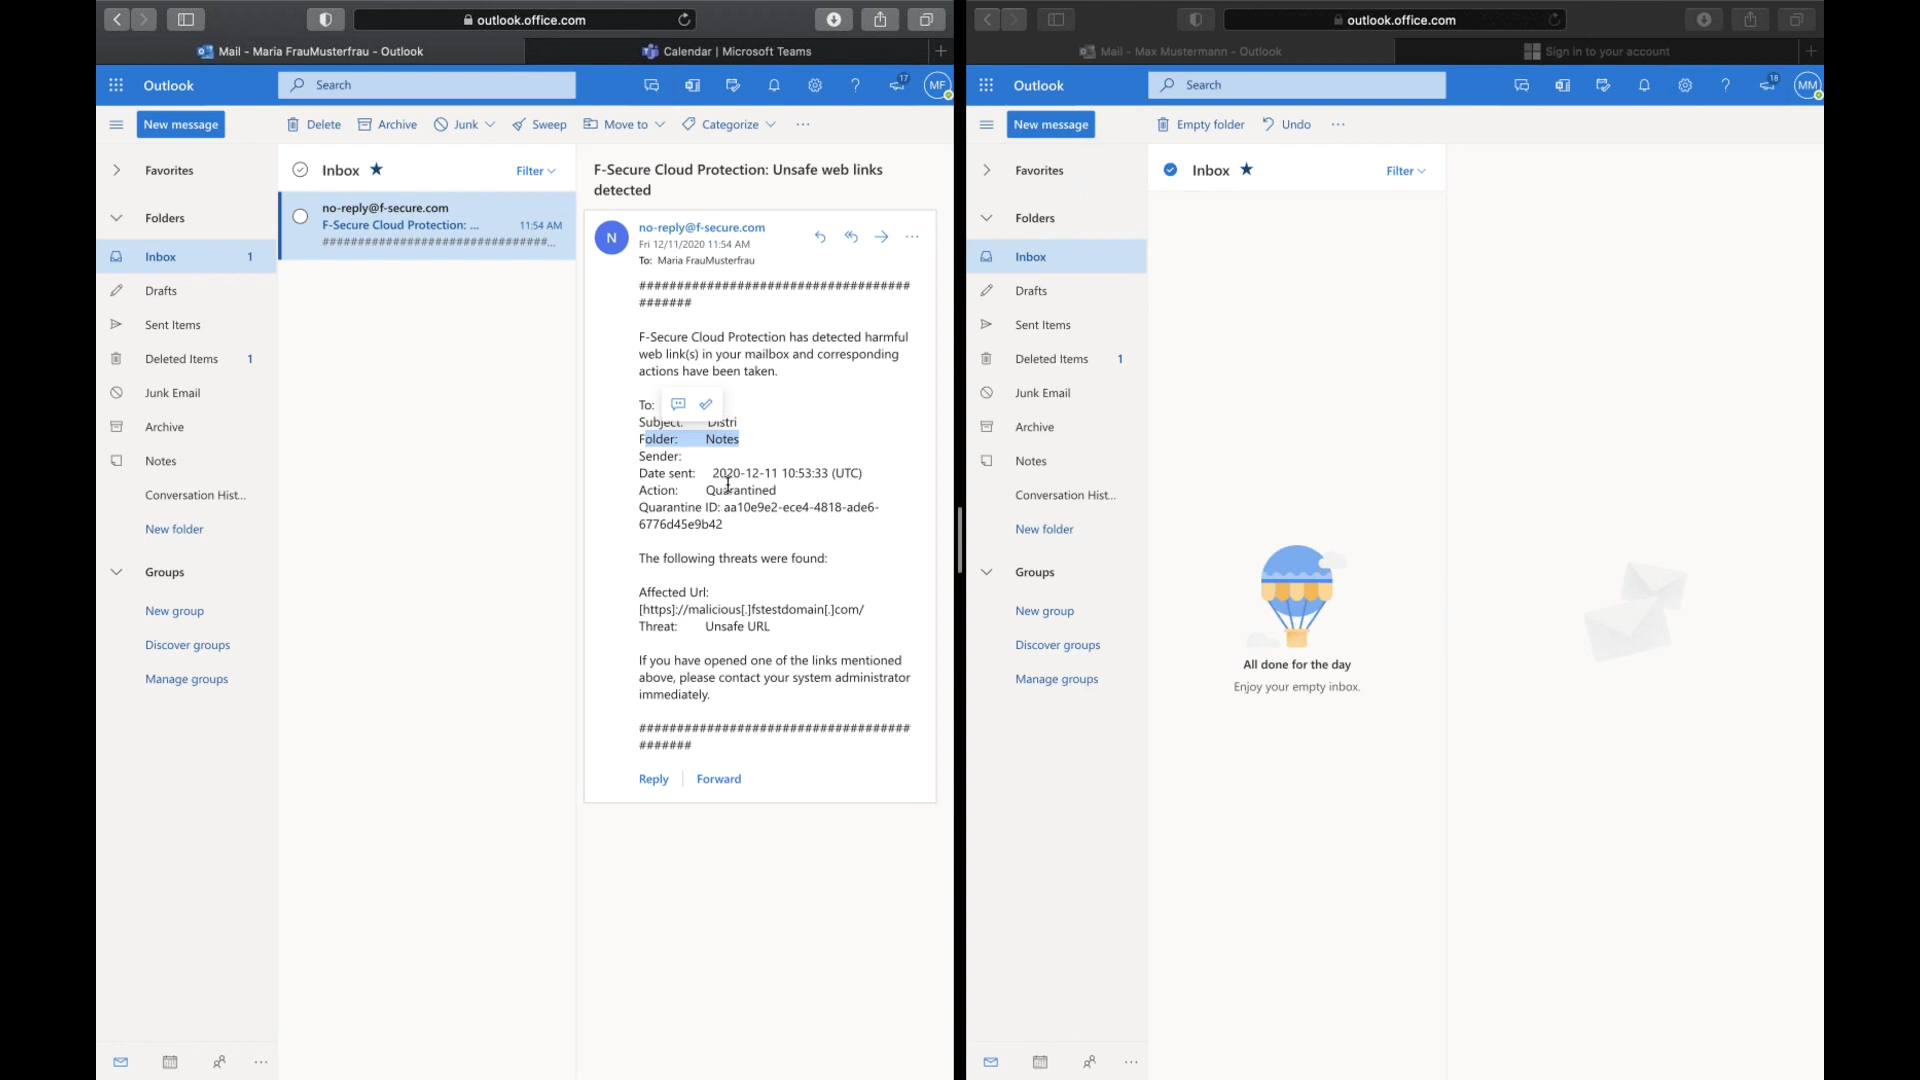 outlook.office.com
Mail - Maria FrauMusterfrau - Outlook
Calendar | Microsoft Teams
Outlook
Search
17
MF
New message
Delete
Archive
Junk
Sweep
Move to
Categorize
Favorites
Folders
Inbox 1
Drafts
Sent Items
Deleted Items 1
Junk Email
Archive
Notes
Conversation Hist...
New folder
Groups
New group
Discover groups
Manage groups
Inbox
Filter
no-reply@f-secure.com
F-Secure Cloud Protection: ... 11:54 AM
################################...
F-Secure Cloud Protection: Unsafe web links
detected
N
no-reply@f-secure.com
Fri 12/11/2020 11:54 AM
To: Maria FrauMusterfrau
####################################
#######
F-Secure Cloud Protection has detected harmful
web link(s) in your mailbox and corresponding
actions have been taken.
To:
Subject: Distri
Folder: Notes
Sender:
Date sent: 2020-12-11 10:53:33 (UTC)
Action: Quarantined
Quarantine ID: aa10e9e2-ece4-4818-ade6-
6776d45e9b42
The following threats were found:
Affected Url:
[https]://malicious[.]fstestdomain[.]com/
Threat: Unsafe URL
If you have opened one of the links mentioned
above, please contact your system administrator
immediately.
####################################
#######
Reply
Forward
outlook.office.com
Mail - Max Mustermann - Outlook
Sign in to your account
Outlook
Search
18
MM
New message
Empty folder
Undo
Favorites
Folders
Inbox
Drafts
Sent Items
Deleted Items 1
Junk Email
Archive
Notes
Conversation Hist...
New folder
Groups
New group
Discover groups
Manage groups
Inbox
Filter
All done for the day
Enjoy your empty inbox.